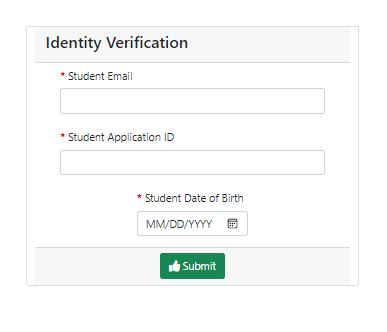 Identity Verification
* Student Email
* Student Application ID
* Student Date of Birth
MM/DD/YYYY
Submit